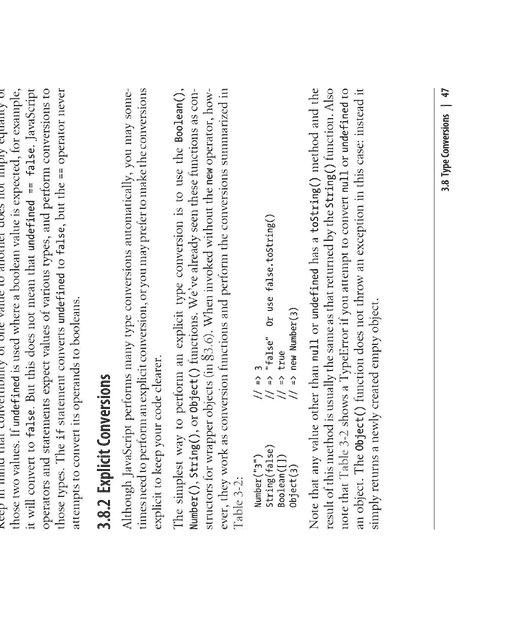 Keep in mind that convertibility of one value to another does not imply equality of
those two values. If undefined is used where a boolean value is expected, for example,
it will convert to false. But this does not mean that undefined == false. JavaScript
operators and statements expect values of various types, and perform conversions to
those types. The if statement converts undefined to false, but the == operator never
attempts to convert its operands to booleans.
3.8.2 Explicit Conversions
Although JavaScript performs many type conversions automatically, you may some-
times need to perform an explicit conversion, or you may prefer to make the conversions
explicit to keep your code clearer.
The simplest way to perform an explicit type conversion is to use the Boolean(),
Number(), String(), or Object() functions. We've already seen these functions as con-
structors for wrapper objects (in §3.6). When invoked without the new operator, how-
ever, they work as conversion functions and perform the conversions summarized in
Table 3-2:
Number("3") // => 3
String(false) // => "false" Or use false.toString()
Boolean([]) // => true
Object(3) // => new Number(3)
Note that any value other than null or undefined has a toString() method and the
result of this method is usually the same as that returned by the String() function. Also
note that Table 3-2 shows a TypeError if you attempt to convert null or undefined to
an object. The Object() function does not throw an exception in this case: instead it
simply returns a newly created empty object.
3.8 Type Conversions | 47